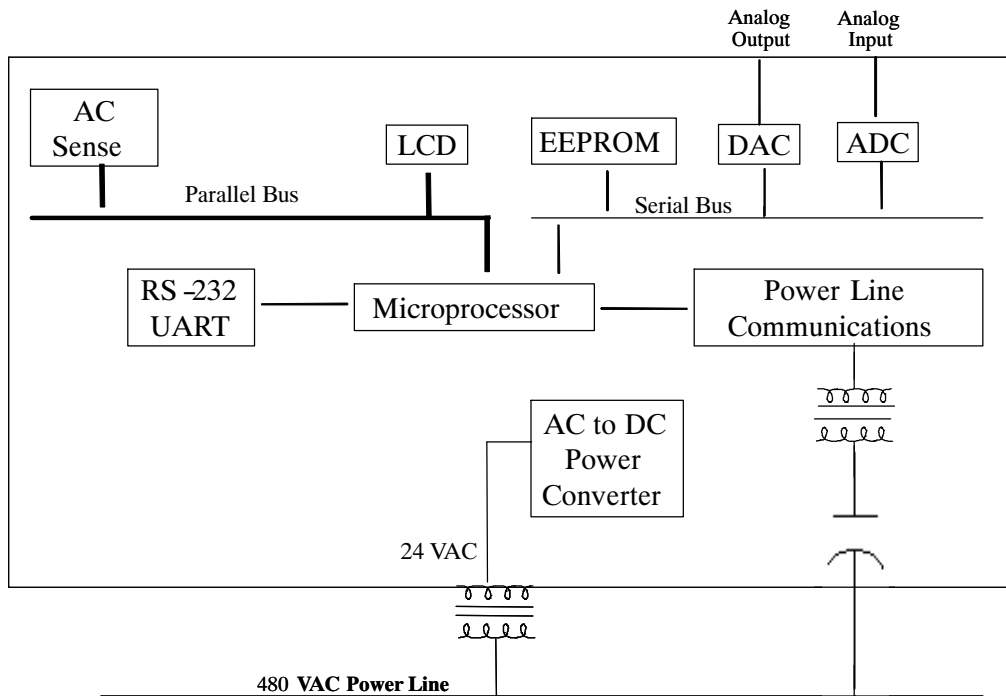 Analog
Output
Analog
Input
AC
Sense
LCD
EEPROM
DAC
ADC
Parallel Bus
Serial Bus
RS -232
UART
Microprocessor
Power Line
Communications
AC to DC
Power
Converter
24 VAC
480 VAC Power Line